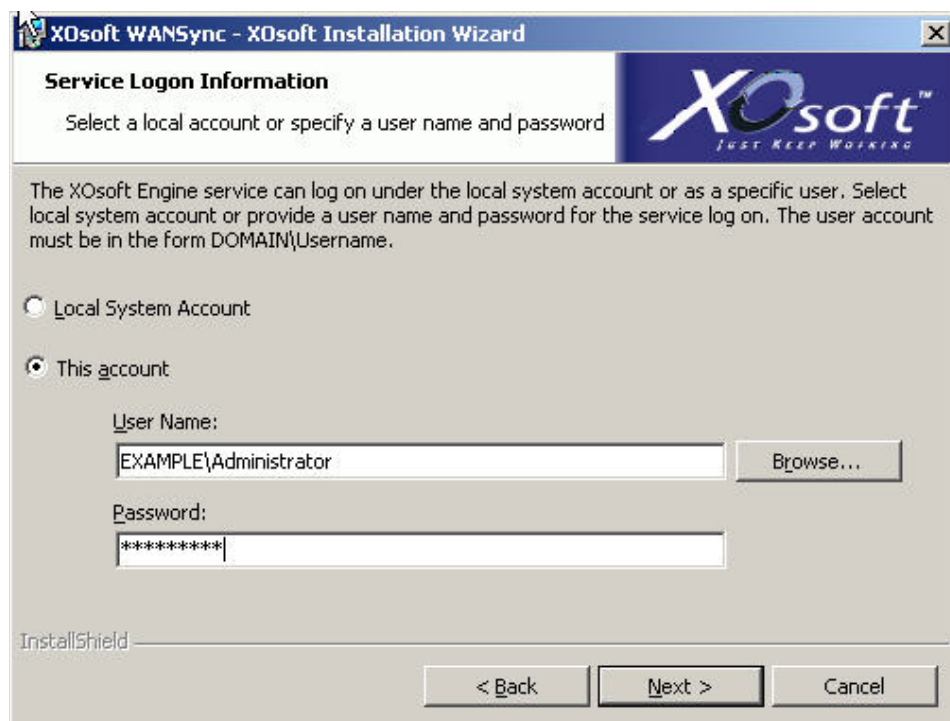 XOsoft WANSync - XOsoft Installation Wizard
Service Logon Information
Select a local account or specify a user name and password
XOsoft™
JUST KEEP WORKING
The XOsoft Engine service can log on under the local system account or as a specific user. Select
local system account or provide a user name and password for the service log on. The user account
must be in the form DOMAIN\Username.
Local System Account
This account
User Name:
EXAMPLE\Administrator
Browse...
Password:
*********
InstallShield
< Back
Next >
Cancel